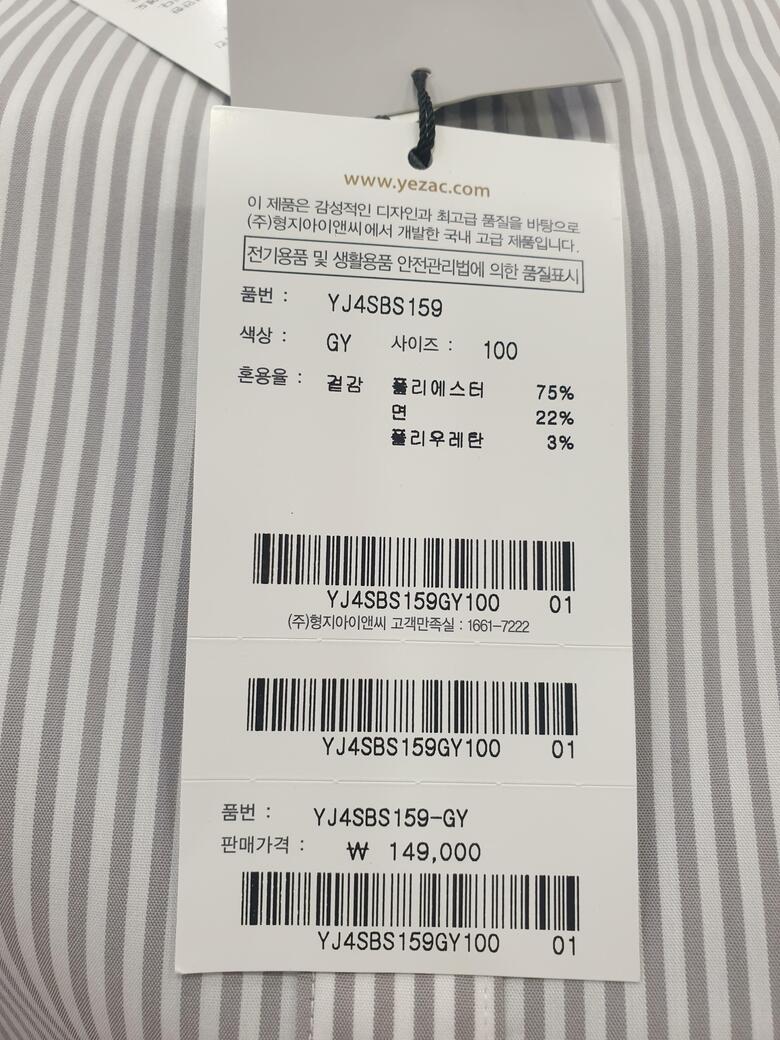 www.yezac.com
이 제품은 감성적인 디자인과 최고급 품질을 바탕으로
(주)형지아이앤씨에서 개발한 국내 고급 제품입니다.
전기용품 및 생활용품 안전관리법에 의한 품질표시
품번 : YJ4SBS159
색상 : GY 사이즈 : 100
혼용율 : 겉감 폴리에스터 75%
면 22%
폴리우레탄 3%
YJ4SBS159GY100 01
(주)형지아이앤씨 고객만족실 : 1661-7222
YJ4SBS159GY100 01
품번 : YJ4SBS159-GY
판매가격 : ₩ 149,000
YJ4SBS159GY100 01